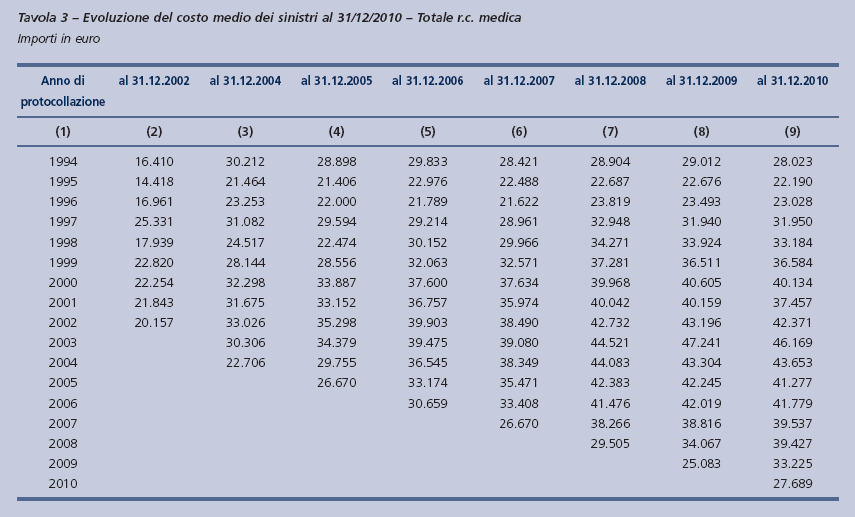 Tavola 3 – Evoluzione del costo medio dei sinistri al 31/12/2010 – Totale r.c. medica
Importi in euro
Anno di protocollazione al 31.12.2002 al 31.12.2004 al 31.12.2005 al 31.12.2006 al 31.12.2007 al 31.12.2008 al 31.12.2009 al 31.12.2010
(1) (2) (3) (4) (5) (6) (7) (8) (9)
1994 16.410 30.212 28.898 29.833 28.421 28.904 29.012 28.023
1995 14.418 21.464 21.406 22.976 22.488 22.687 22.676 22.190
1996 16.961 23.253 22.000 21.789 21.622 23.819 23.493 23.028
1997 25.331 31.082 29.594 29.214 28.961 32.948 31.940 31.950
1998 17.939 24.517 22.474 30.152 29.966 34.271 33.924 33.184
1999 22.820 28.144 28.556 32.063 32.571 37.281 36.511 36.584
2000 22.254 32.298 33.887 37.600 37.634 39.968 40.605 40.134
2001 21.843 31.675 33.152 36.757 35.974 40.042 40.159 37.457
2002 20.157 33.026 35.298 39.903 38.490 42.732 43.196 42.371
2003 30.306 34.379 39.475 39.080 44.521 47.241 46.169
2004 22.706 29.755 36.545 38.349 44.083 43.304 43.653
2005 26.670 33.174 35.471 42.383 42.245 41.277
2006 30.659 33.408 41.476 42.019 41.779
2007 26.670 38.266 38.816 39.537
2008 29.505 34.067 39.427
2009 25.083 33.225
2010 27.689